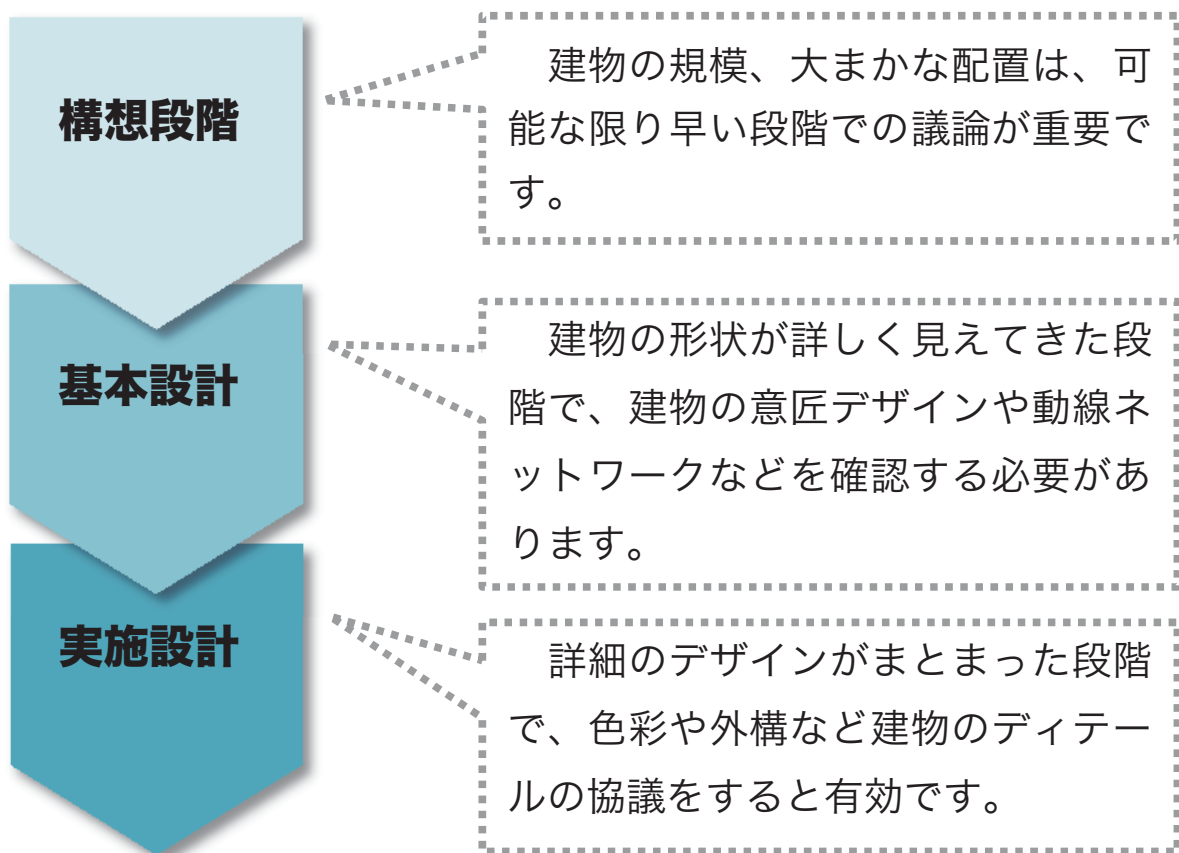 構想段階
建物の規模、大まかな配置は、可
能な限り早い段階での議論が重要で
す。
基本設計
建物の形状が詳しく見えてきた段
階で、建物の意匠デザインや動線ネ
ットワークなどを確認する必要があ
ります。
実施設計
詳細のデザインがまとまった段階
で、色彩や外構など建物のディテー
ルの協議をすると有効です。